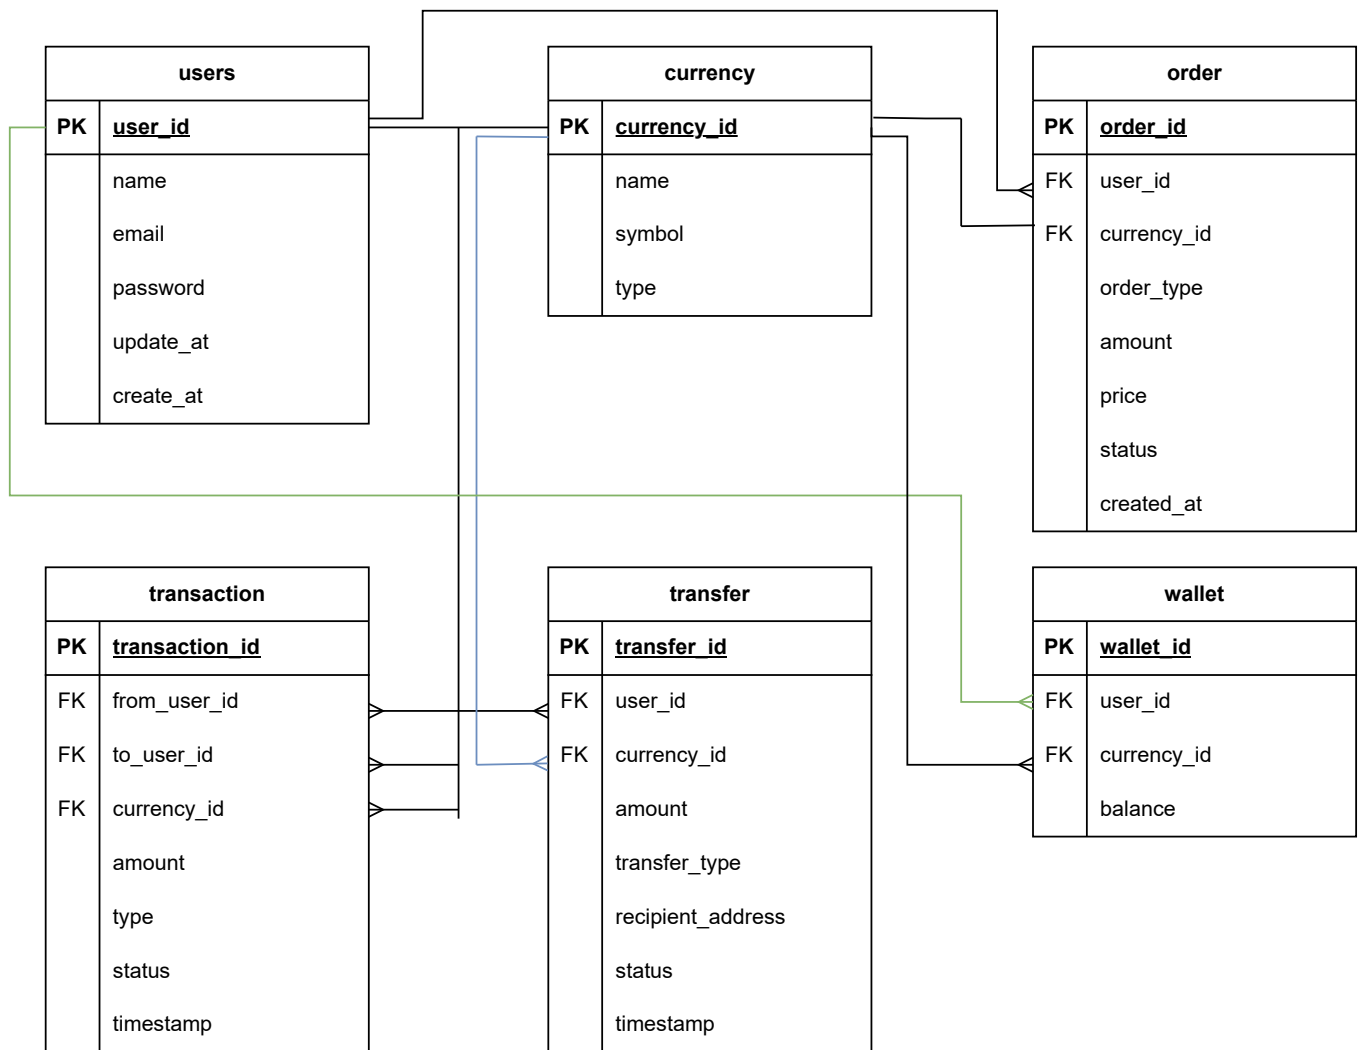 users
PK user_id
name
email
password
update_at
create_at
currency
PK currency_id
name
symbol
type
order
PK order_id
FK user_id
FK currency_id
order_type
amount
price
status
created_at
transaction
PK transaction_id
FK from_user_id
FK to_user_id
FK currency_id
amount
type
status
timestamp
transfer
PK transfer_id
FK user_id
FK currency_id
amount
transfer_type
recipient_address
status
timestamp
wallet
PK wallet_id
FK user_id
FK currency_id
balance